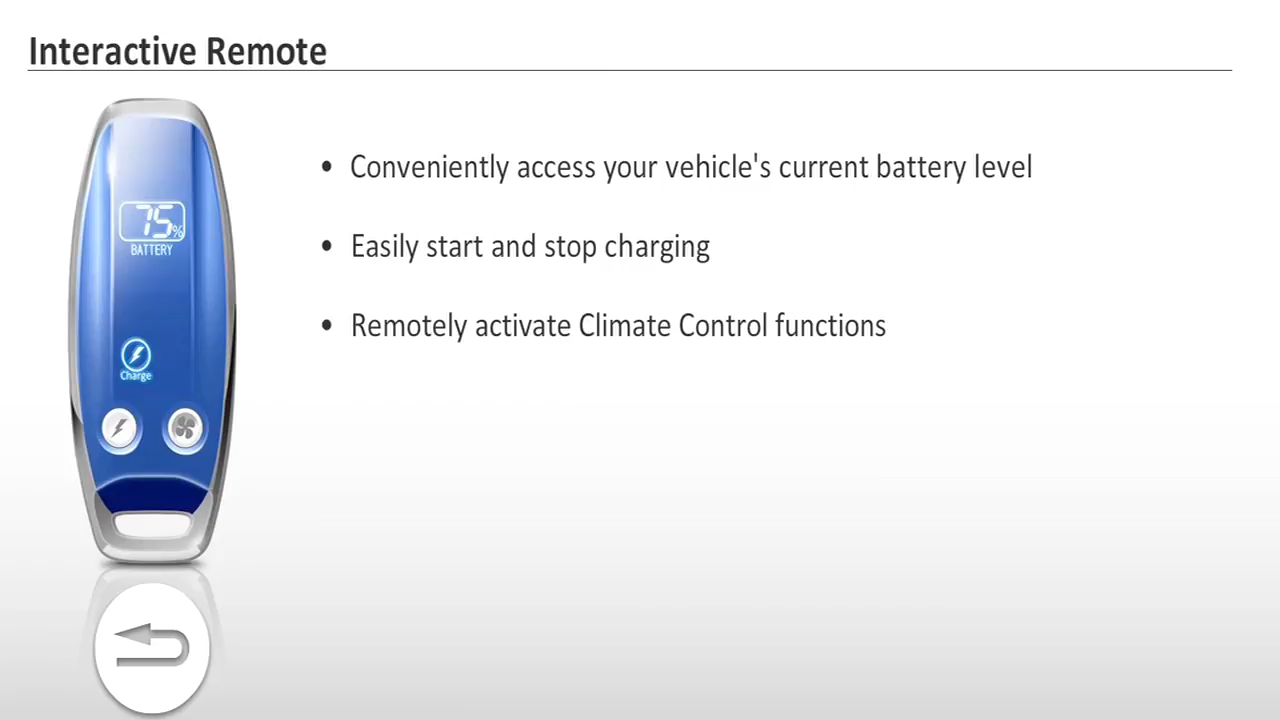 Interactive Remote
• Conveniently access your vehicle's current battery level
• Easily start and stop charging
• Remotely activate Climate Control functions
75%
BATTERY
Charge